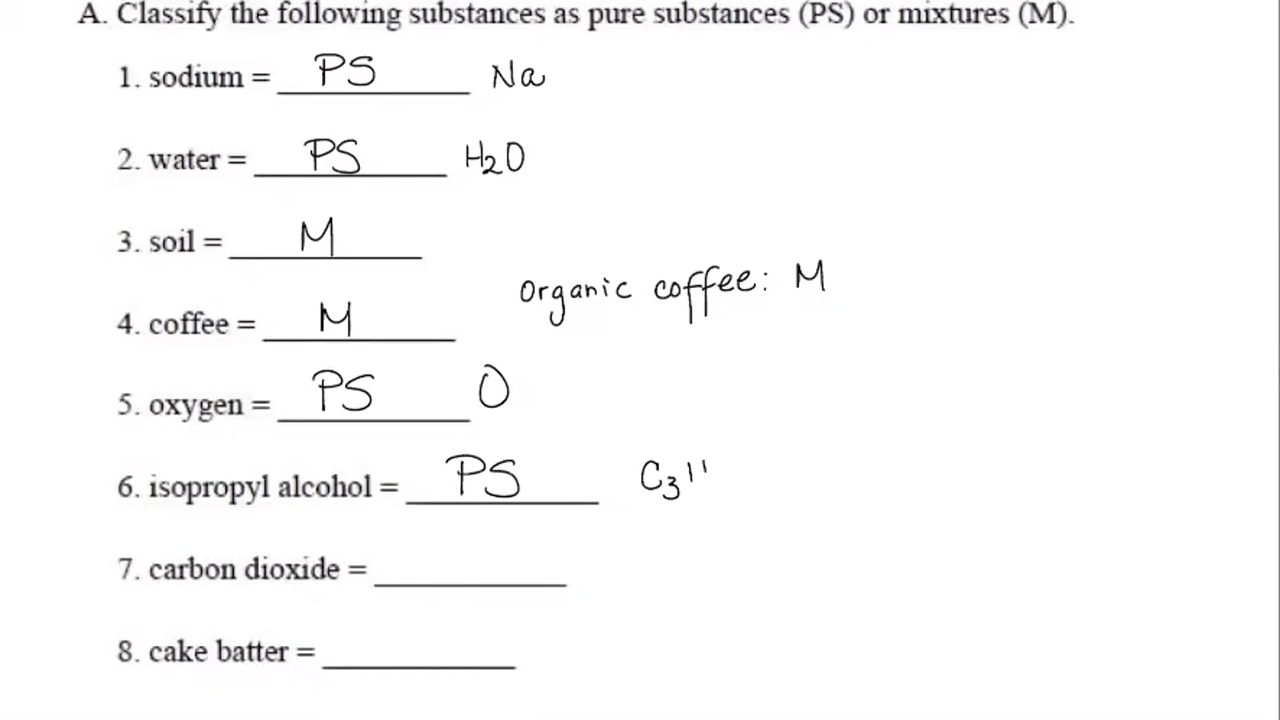 A. Classify the following substances as pure substances (PS) or mixtures (M).
1. sodium = PS Na
2. water = PS H2O
3. soil = M
organic coffee: M
4. coffee = M
5. oxygen = PS O
6. isopropyl alcohol = PS C3
7. carbon dioxide =
8. cake batter =